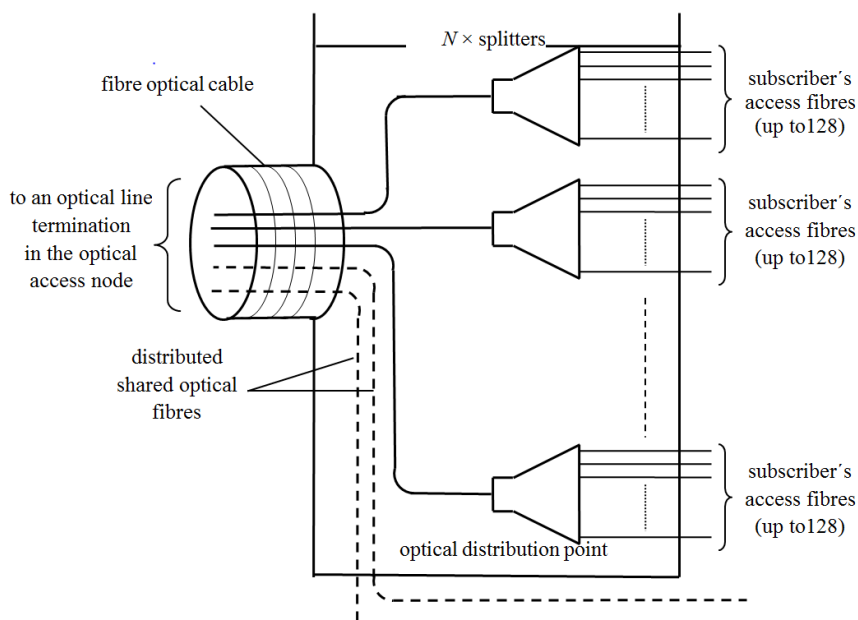 N × splitters
fibre optical cable
subscriber´s
access fibres
(up to128)
to an optical line
termination
in the optical
access node
subscriber´s
access fibres
(up to128)
distributed
shared optical
fibres
subscriber´s
access fibres
(up to128)
optical distribution point